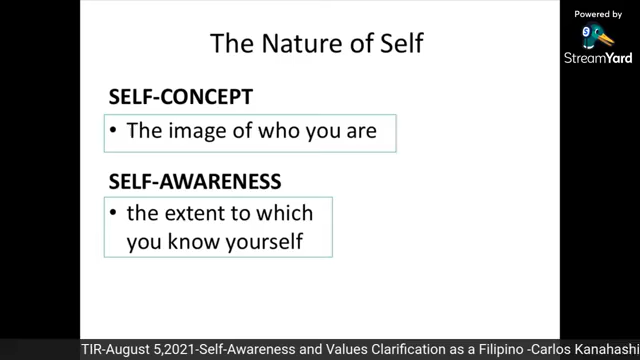 Powered by
StreamYard
The Nature of Self
SELF-CONCEPT
• The image of who you are
SELF-AWARENESS
• the extent to which
you know yourself
TIR-August 5,2021-Self-Awareness and Values Clarification as a Filipino -Carlos Kanahashi